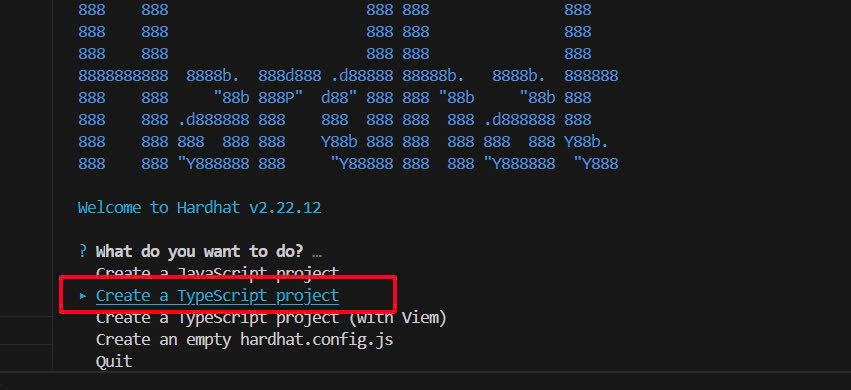 888    888                      888 888               888
888    888                      888 888               888
888    888                      888 888               888
8888888888  8888b.  888d888 .d88888 88888b.   8888b.  888888
888    888     "88b 888P"  d88" 888 888 "88b     "88b 888
888    888 .d888888 888    888  888 888  888 .d888888 888
888    888 888  888 888    Y88b 888 888  888 888  888 Y88b.
888    888 "Y888888 888     "Y88888 888  888 "Y888888  "Y888
Welcome to Hardhat v2.22.12
? What do you want to do? …
Create a JavaScript project
▸ Create a TypeScript project
Create a TypeScript project (with Viem)
Create an empty hardhat.config.js
Quit